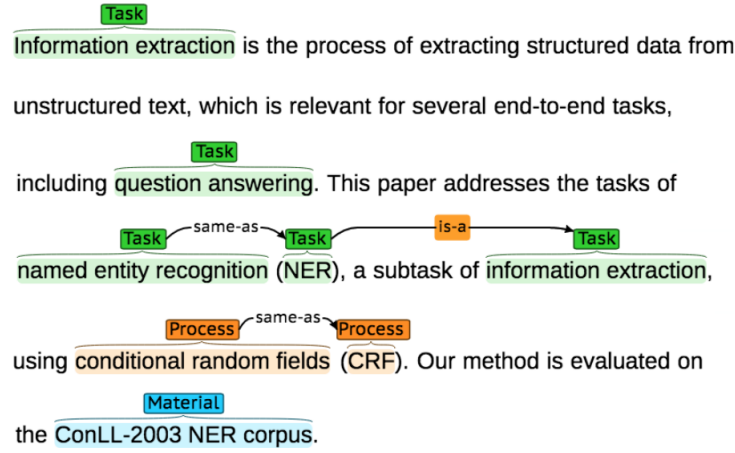 Task
Information extraction is the process of extracting structured data from
unstructured text, which is relevant for several end-to-end tasks,
Task
including question answering. This paper addresses the tasks of
Task same-as Task is-a Task
named entity recognition (NER), a subtask of information extraction,
Process same-as Process
using conditional random fields (CRF). Our method is evaluated on
Material
the ConLL-2003 NER corpus.